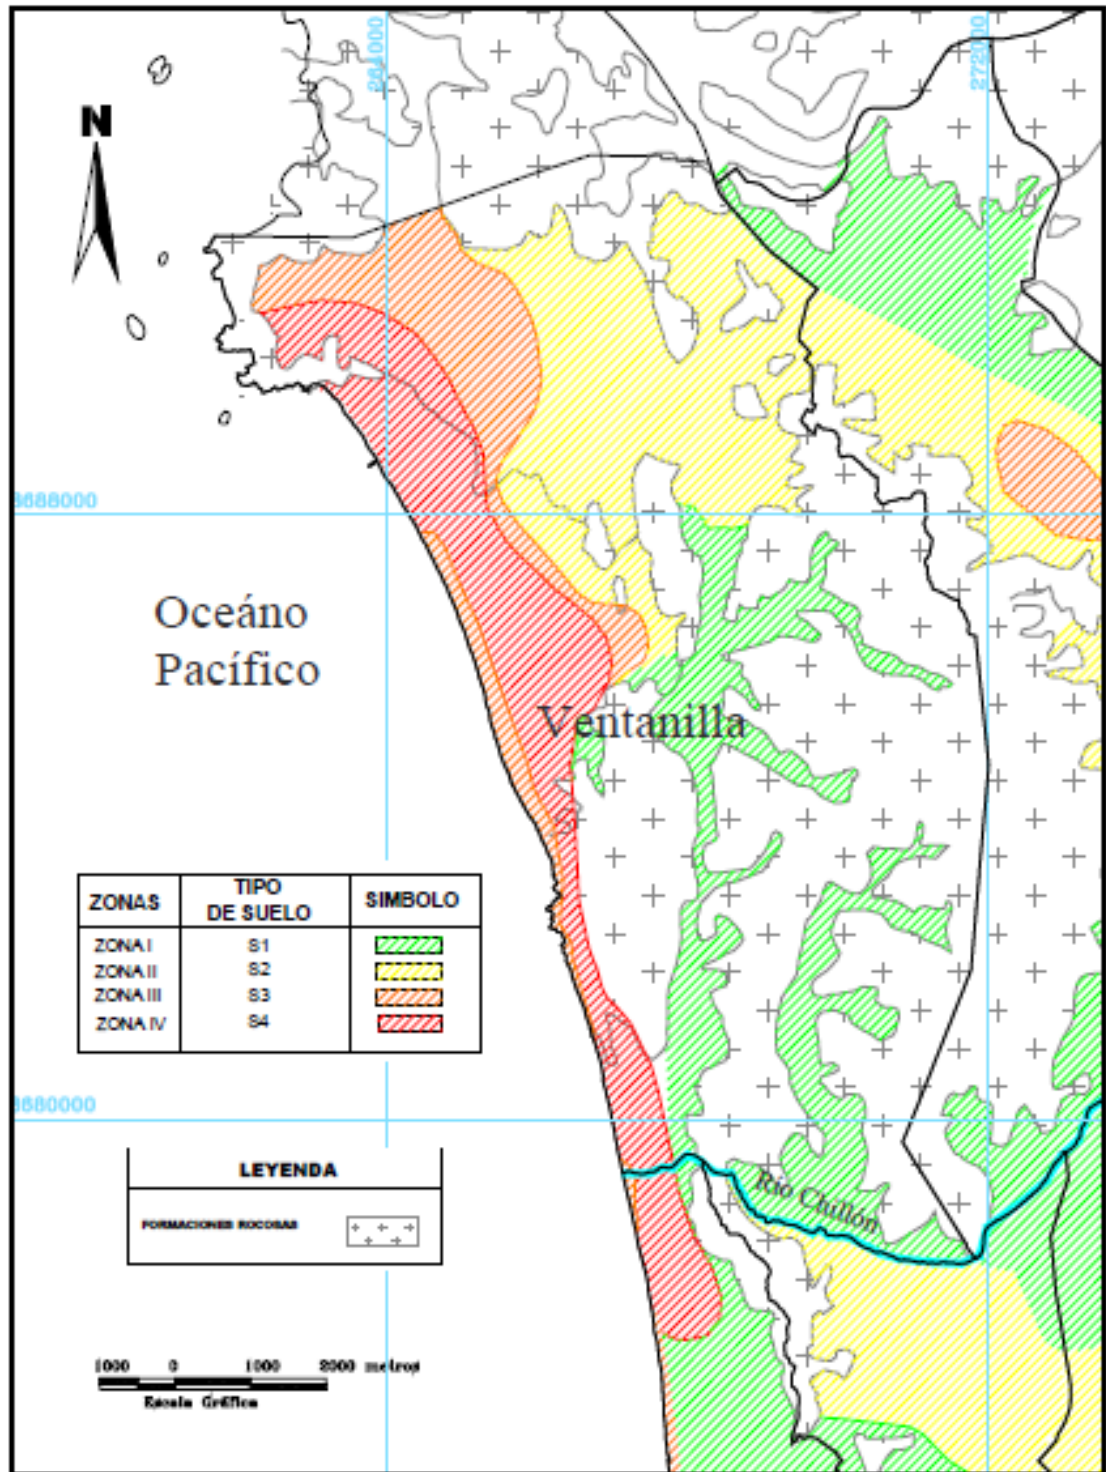 264000
272000
N
8688000
Oceáno
Pacífico
Ventanilla
ZONAS TIPO DE SUELO SIMBOLO
ZONA I S1
ZONA II S2
ZONA III S3
ZONA IV S4
8680000
LEYENDA
FORMACIONES ROCOSAS
Río Chillón
1000 0 1000 2000 metros
Escala Gráfica